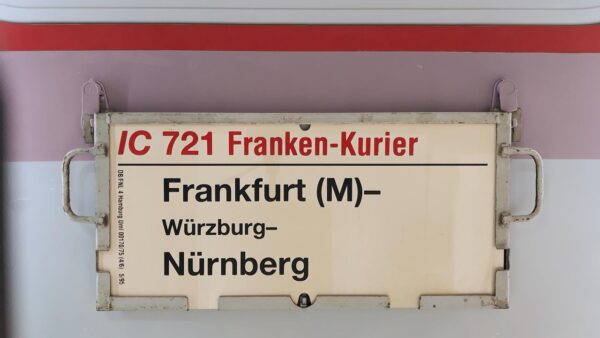 IC 721 Franken-Kurier
Frankfurt (M)–
Würzburg–
Nürnberg